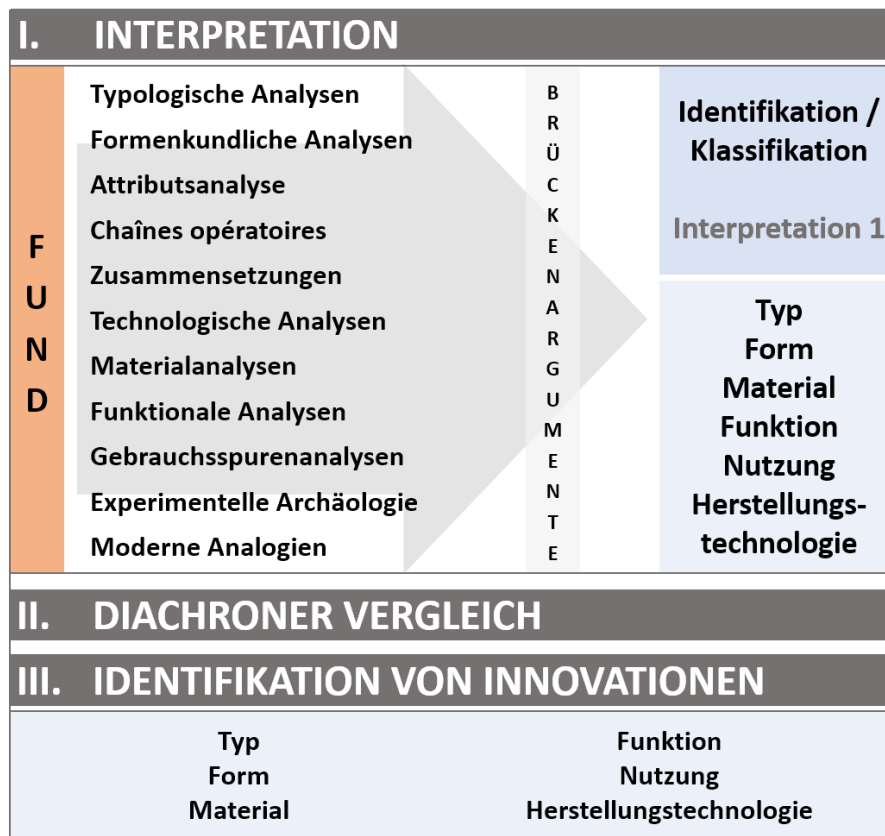 I. INTERPRETATION
FUND
Typologische Analysen
Formenkundliche Analysen
Attributsanalyse
Chaînes opératoires
Zusammensetzungen
Technologische Analysen
Materialanalysen
Funktionale Analysen
Gebrauchsspurenanalysen
Experimentelle Archäologie
Moderne Analogien
BRÜCKENARGUMENTE
Identifikation /
Klassifikation
Interpretation 1
Typ
Form
Material
Funktion
Nutzung
Herstellungs-
technologie
II. DIACHRONER VERGLEICH
III. IDENTIFIKATION VON INNOVATIONEN
Typ
Form
Material
Funktion
Nutzung
Herstellungstechnologie